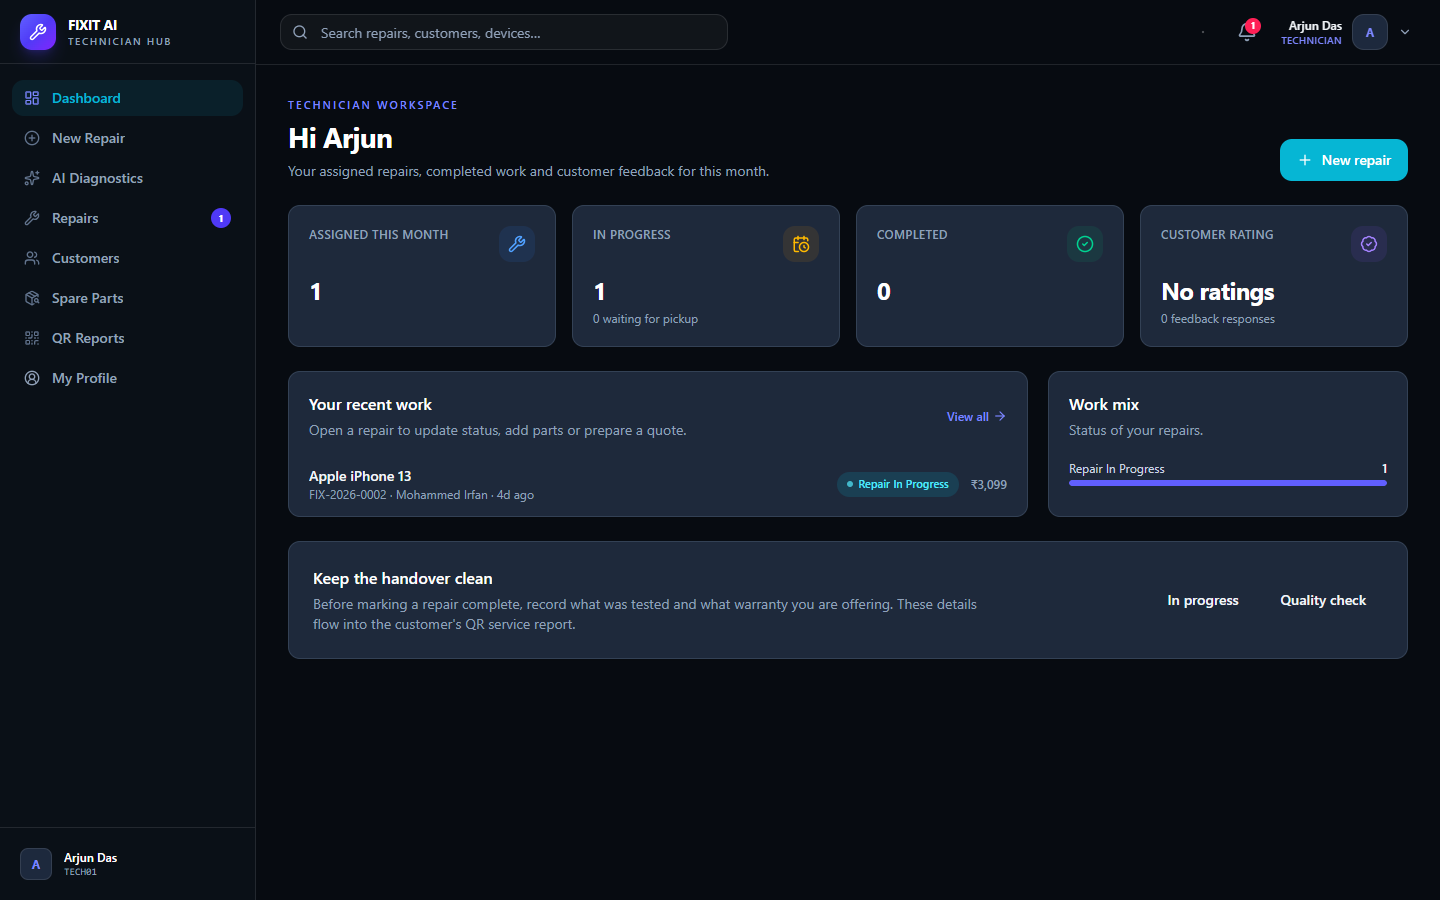 FIXIT AI
TECHNICIAN HUB
Search repairs, customers, devices...
1
Arjun Das
TECHNICIAN
A
Dashboard
New Repair
AI Diagnostics
Repairs
1
Customers
Spare Parts
QR Reports
My Profile
TECHNICIAN WORKSPACE
Hi Arjun
Your assigned repairs, completed work and customer feedback for this month.
New repair
ASSIGNED THIS MONTH
1
IN PROGRESS
1
0 waiting for pickup
COMPLETED
0
CUSTOMER RATING
No ratings
0 feedback responses
Your recent work
Open a repair to update status, add parts or prepare a quote.
View all
Apple iPhone 13
FIX-2026-0002 · Mohammed Irfan · 4d ago
Repair In Progress
₹3,099
Work mix
Status of your repairs.
Repair In Progress
1
Keep the handover clean
Before marking a repair complete, record what was tested and what warranty you are offering. These details
flow into the customer's QR service report.
In progress
Quality check
A
Arjun Das
TECH01